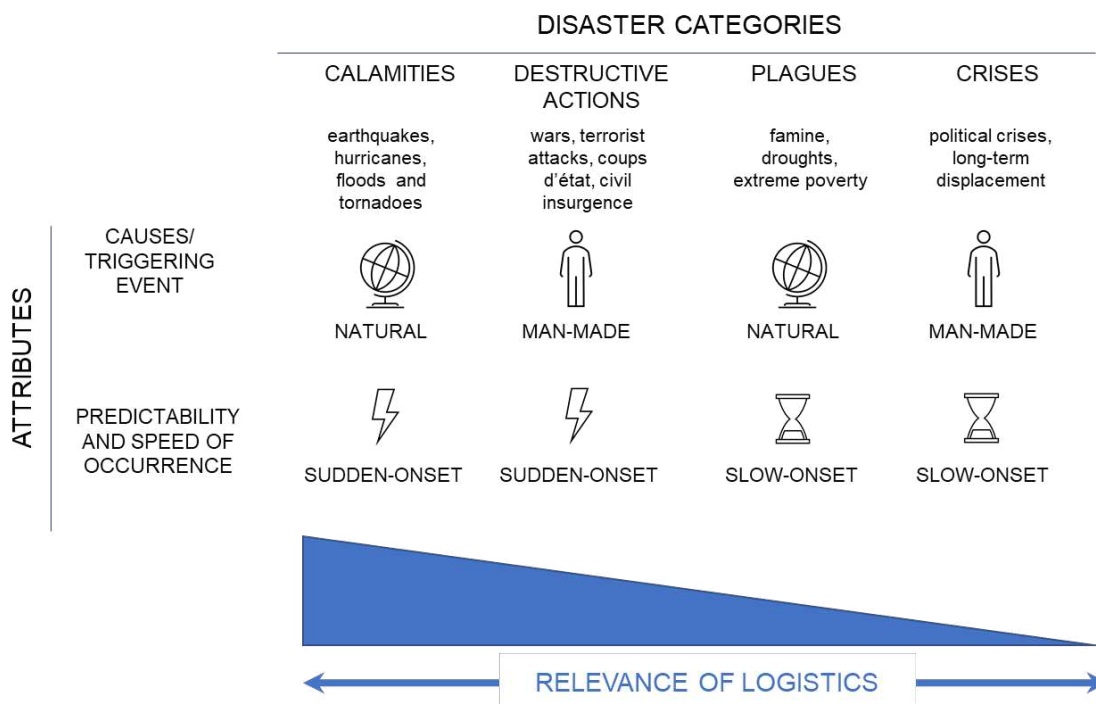 DISASTER CATEGORIES
CALAMITIES
DESTRUCTIVE
ACTIONS
PLAGUES
CRISES
earthquakes,
hurricanes,
floods and
tornadoes
wars, terrorist
attacks, coups
d'état, civil
insurgence
famine,
droughts,
extreme poverty
political crises,
long-term
displacement
ATTRIBUTES
CAUSES/
TRIGGERING
EVENT
NATURAL
MAN-MADE
NATURAL
MAN-MADE
PREDICTABILITY
AND SPEED OF
OCCURRENCE
SUDDEN-ONSET
SUDDEN-ONSET
SLOW-ONSET
SLOW-ONSET
RELEVANCE OF LOGISTICS